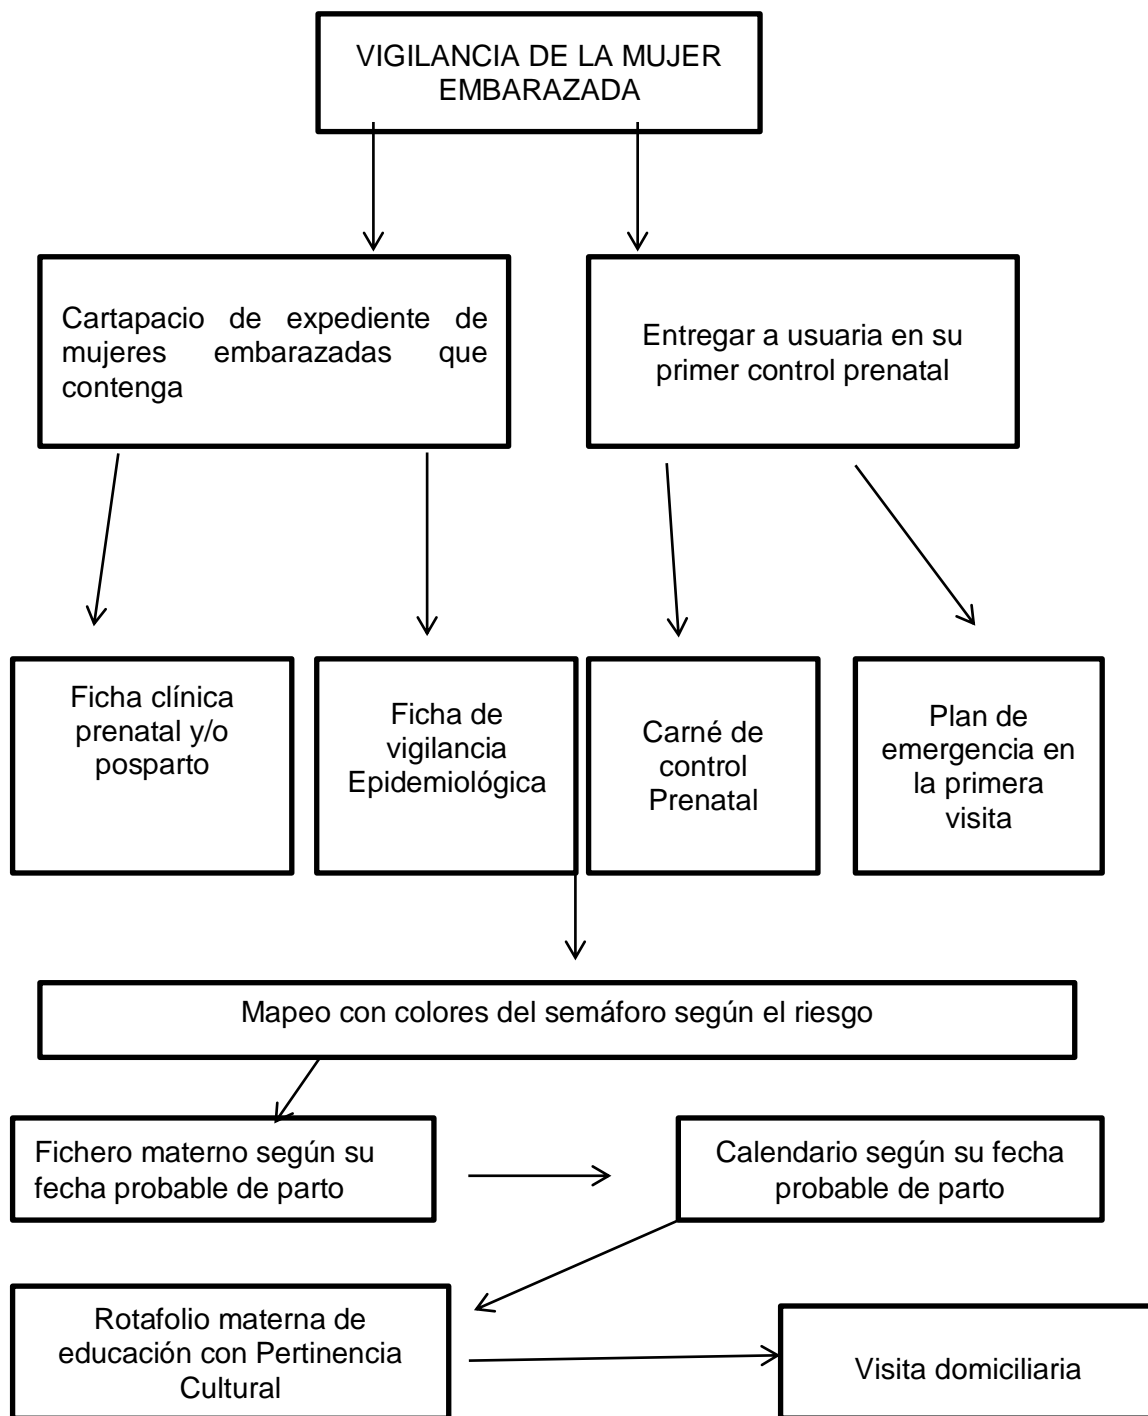 VIGILANCIA DE LA MUJER
EMBARAZADA
Cartapacio de expediente de
mujeres embarazadas que
contenga
Entregar a usuaria en su
primer control prenatal
Ficha clínica
prenatal y/o
posparto
Ficha de
vigilancia
Epidemiológica
Carné de
control
Prenatal
Plan de
emergencia en
la primera
visita
Mapeo con colores del semáforo según el riesgo
Fichero materno según su
fecha probable de parto
Calendario según su fecha
probable de parto
Rotafolio materna de
educación con Pertinencia
Cultural
Visita domiciliaria